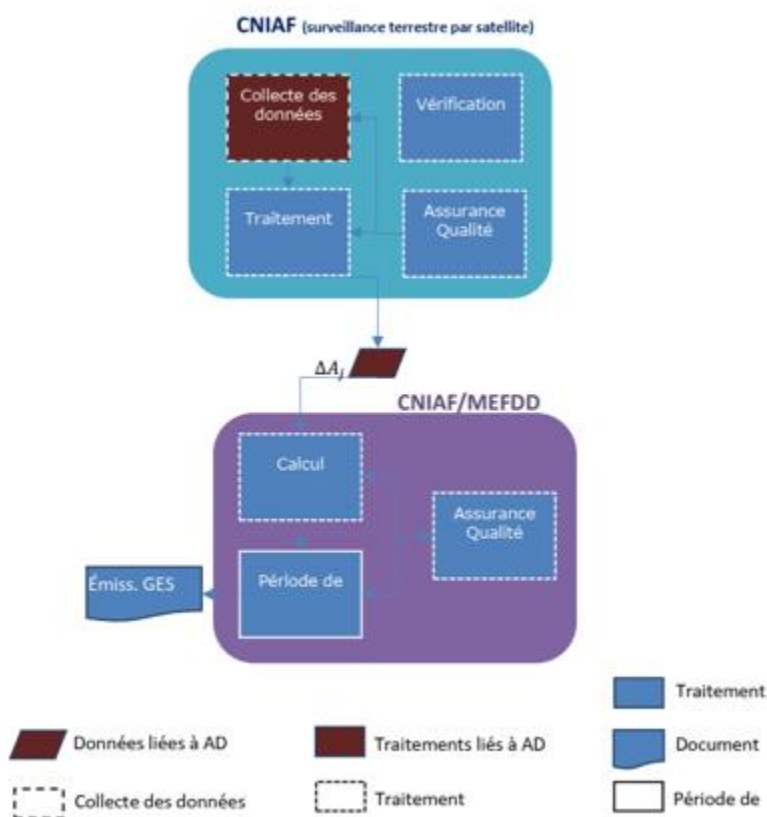 CNIAF (surveillance terrestre par satellite)
Collecte des
données
Vérification
Traitement
Assurance
Qualité
ΔAj
CNIAF/MEFDD
Calcul
Assurance
Qualité
Période de
Émiss. GES
Traitement
Données liées à AD
Traitements liés à AD
Document
Collecte des données
Traitement
Période de